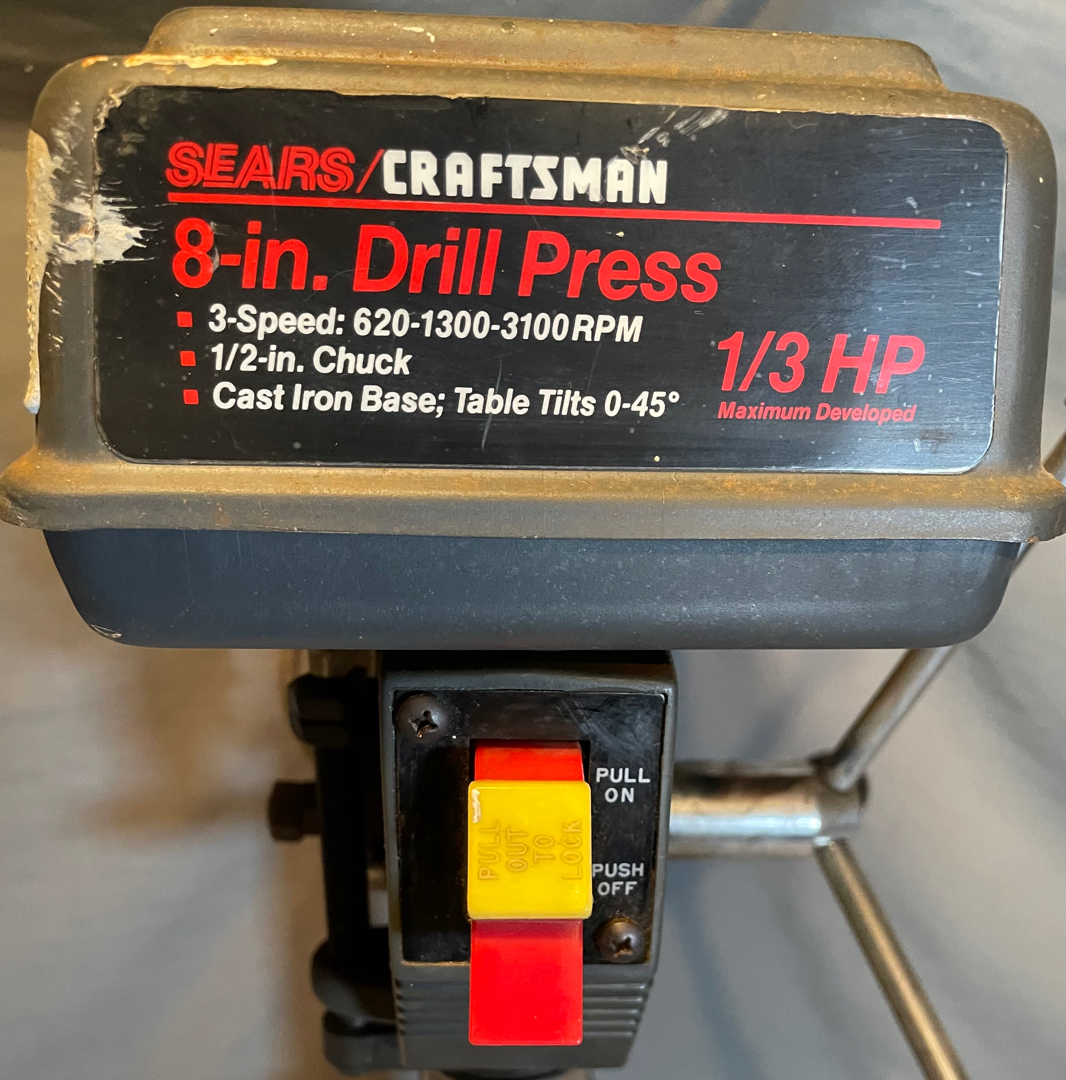 SEARS/CRAFTSMAN
8-in. Drill Press
3-Speed: 620-1300-3100 RPM
1/2-in. Chuck
Cast Iron Base; Table Tilts 0-45°
1/3 HP
Maximum Developed
PULL
ON
PULL
OUT
TO
LOCK
PUSH
OFF